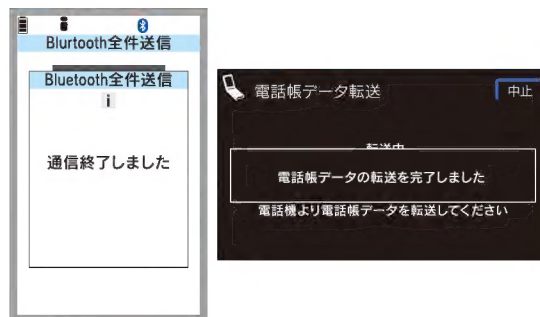 Blurtooth全件送信
Bluetooth全件送信
i
通信終了しました
電話帳データ転送
中止
転送中
電話帳データの転送を完了しました
電話機より電話帳データを転送してください